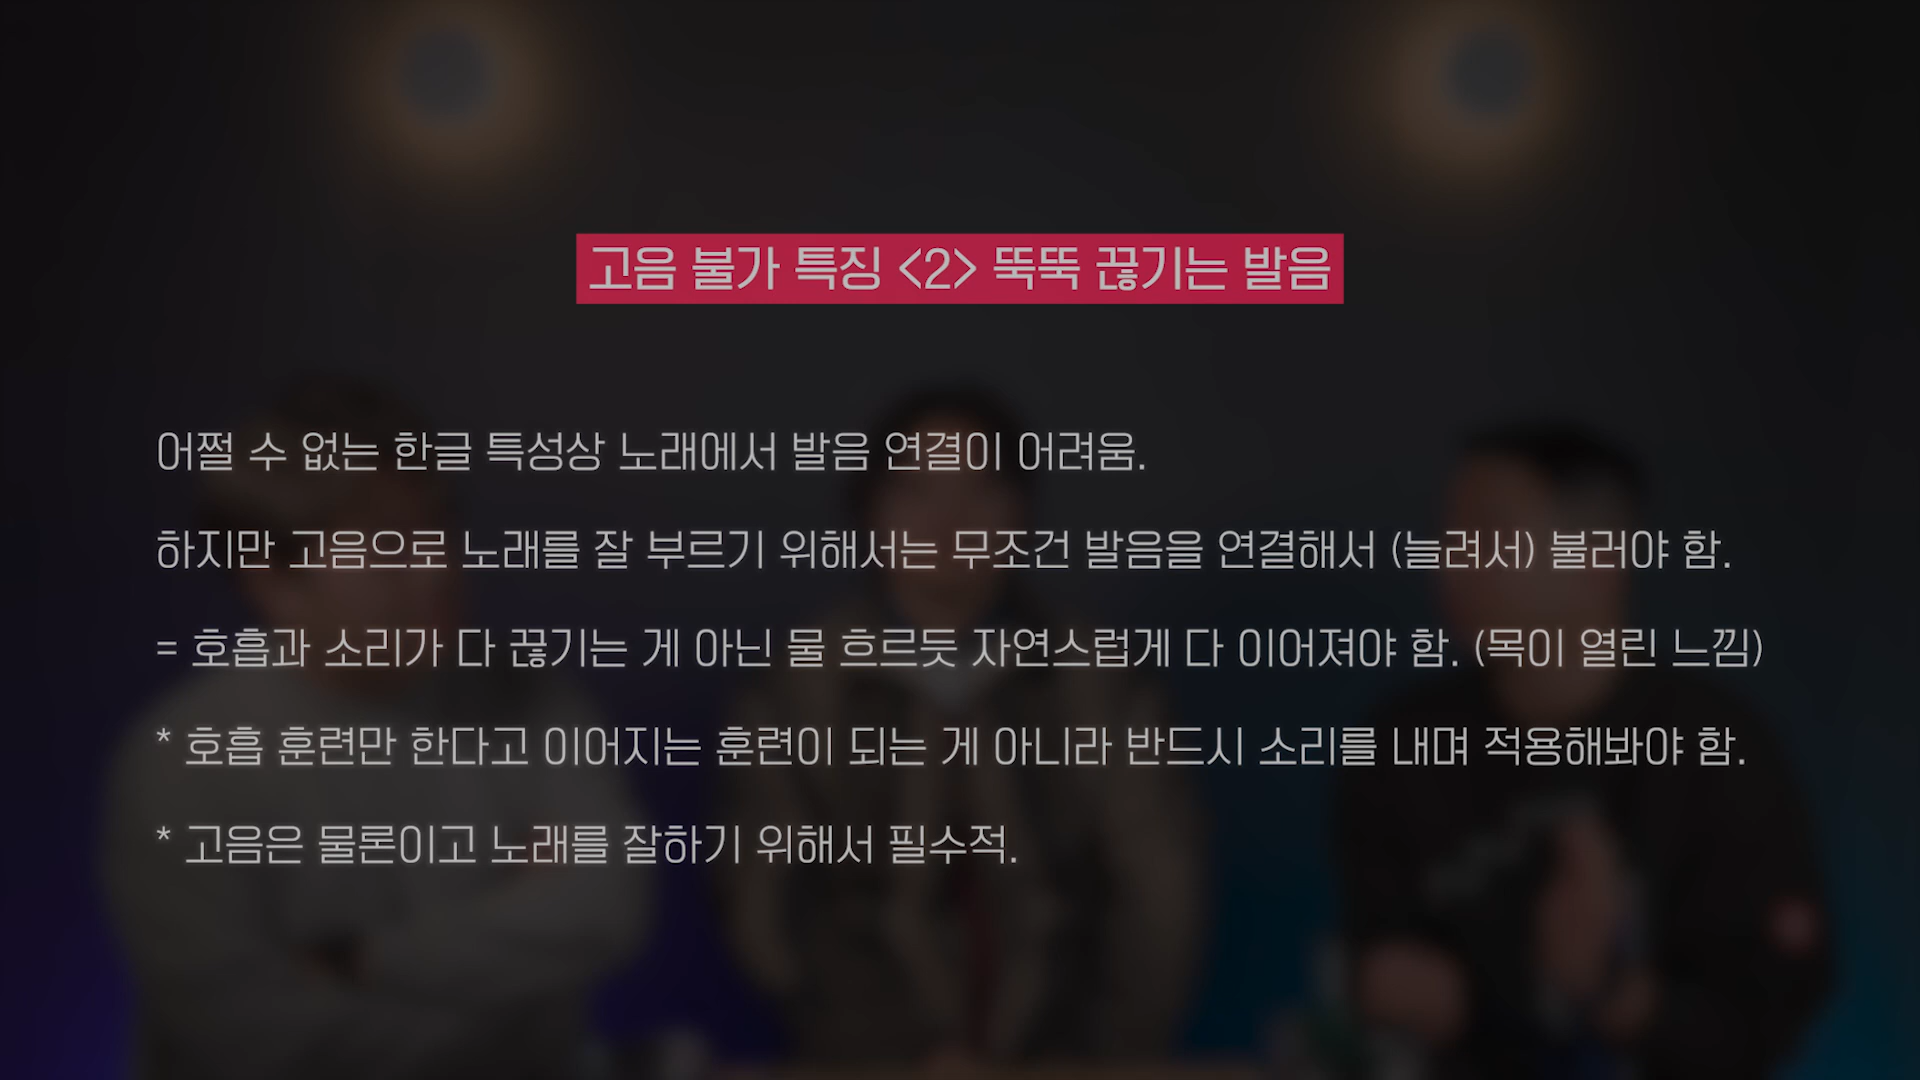 고음 불가 특징 <2> 뚝뚝 끊기는 발음
어쩔 수 없는 한글 특성상 노래에서 발음 연결이 어려움.
하지만 고음으로 노래를 잘 부르기 위해서는 무조건 발음을 연결해서 (늘려서) 불러야 함.
= 호흡과 소리가 다 끊기는 게 아닌 물 흐르듯 자연스럽게 다 이어져야 함. (목이 열린 느낌)
* 호흡 훈련만 한다고 이어지는 훈련이 되는 게 아니라 반드시 소리를 내며 적용해봐야 함.
* 고음은 물론이고 노래를 잘하기 위해서 필수적.